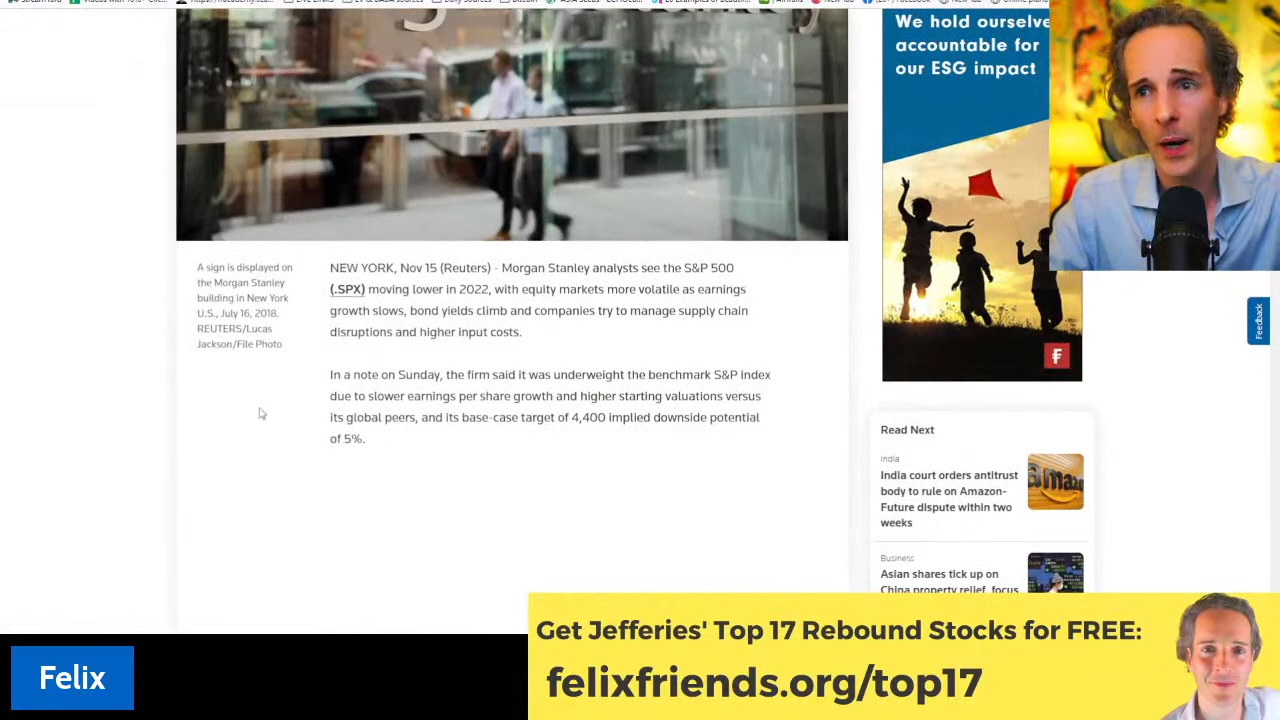 We hold ourselve
accountable for
our ESG impact
A sign is displayed on
the Morgan Stanley
building in New York
U.S., July 16, 2018.
REUTERS/Lucas
Jackson/File Photo
NEW YORK, Nov 15 (Reuters) - Morgan Stanley analysts see the S&P 500
(.SPX) moving lower in 2022, with equity markets more volatile as earnings
growth slows, bond yields climb and companies try to manage supply chain
disruptions and higher input costs.
In a note on Sunday, the firm said it was underweight the benchmark S&P index
due to slower earnings per share growth and higher starting valuations versus
its global peers, and its base-case target of 4,400 implied downside potential
of 5%.
Feedback
Read Next
India
India court orders antitrust
body to rule on Amazon-
Future dispute within two
weeks
Business
Asian shares tick up on
China property relief, focus
Felix
Get Jefferies' Top 17 Rebound Stocks for FREE:
felixfriends.org/top17